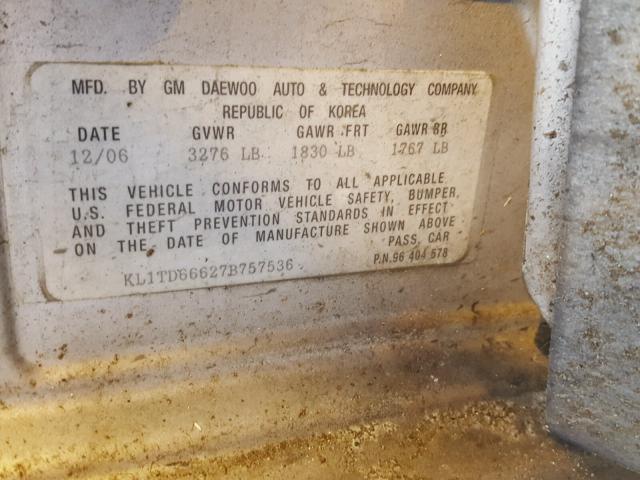 MFD. BY GM DAEWOO AUTO & TECHNOLOGY COMPANY
REPUBLIC OF KOREA
DATE GVWR GAWR FRT GAWR RR
12/06 3276 LB 1830 LB 1767 LB
THIS VEHICLE CONFORMS TO ALL APPLICABLE
U.S. FEDERAL MOTOR VEHICLE SAFETY, BUMPER,
AND THEFT PREVENTION STANDARDS IN EFFECT
ON THE DATE OF MANUFACTURE SHOWN ABOVE
PASS. CAR
KL1TD66627B757536 P.N.96 404 578